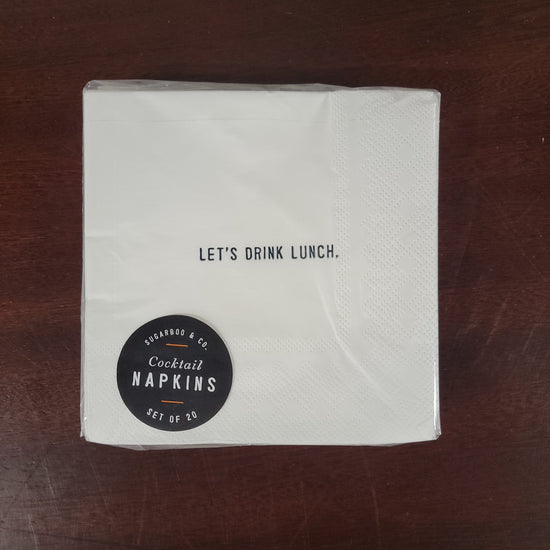 LET'S DRINK LUNCH.
SUGARBOO & CO.
Cocktail
NAPKINS
SET OF 20